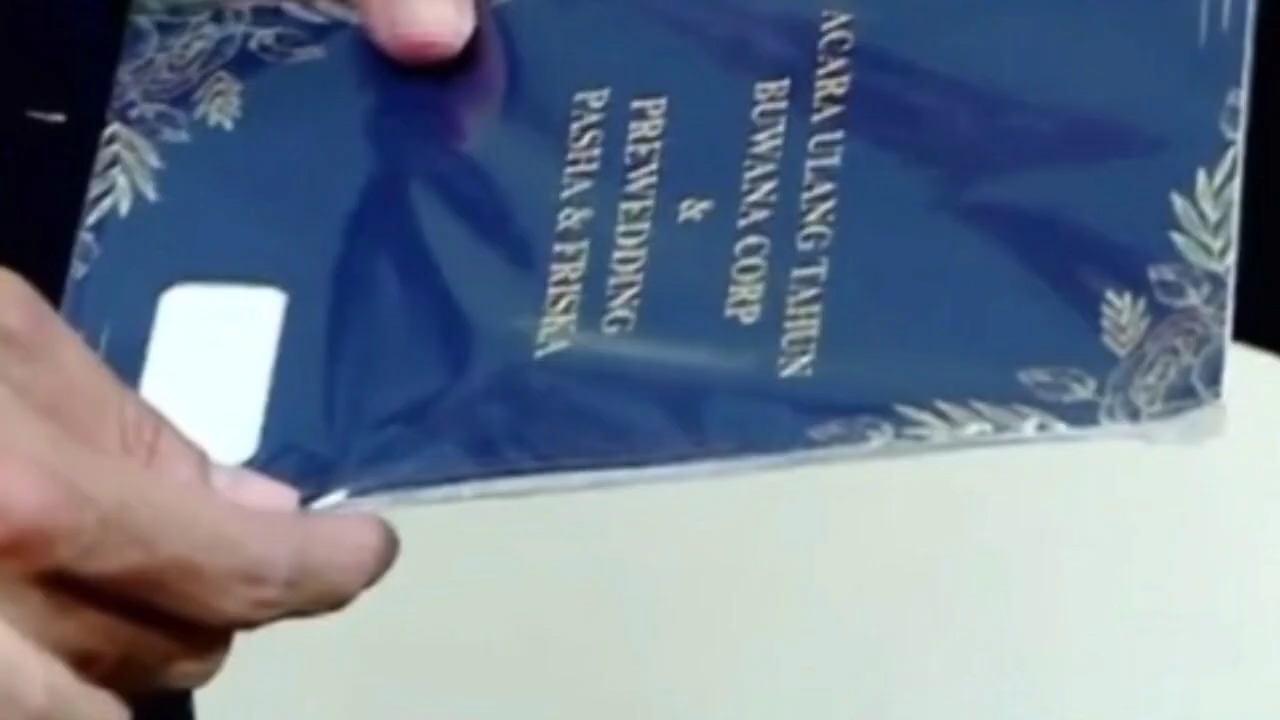 ACARA ULANG TAHUN
BUWANA CORP
&
PREWEDDING
PASHA & FRISKA